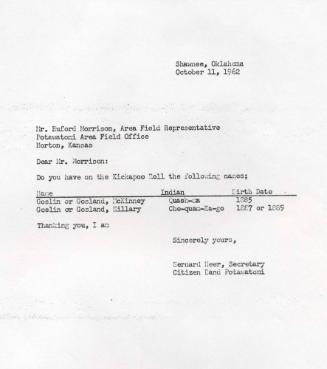 Shawnee, Oklahoma
October 11, 1962
Mr. Buford Morrison, Area Field Representative
Potawatomi Area Field Office
Horton, Kansas
Dear Mr. Morrison:
Do you have on the Kickapoo Roll the following names;
Name Indian Birth Date
Goslin or Gosland, McKinney 1885
Goslin or Gosland, Millary 1887 or 1889
Thanking you, I am
Sincerely yours,
Bernard Secretary
Citizen Band Potawatomi